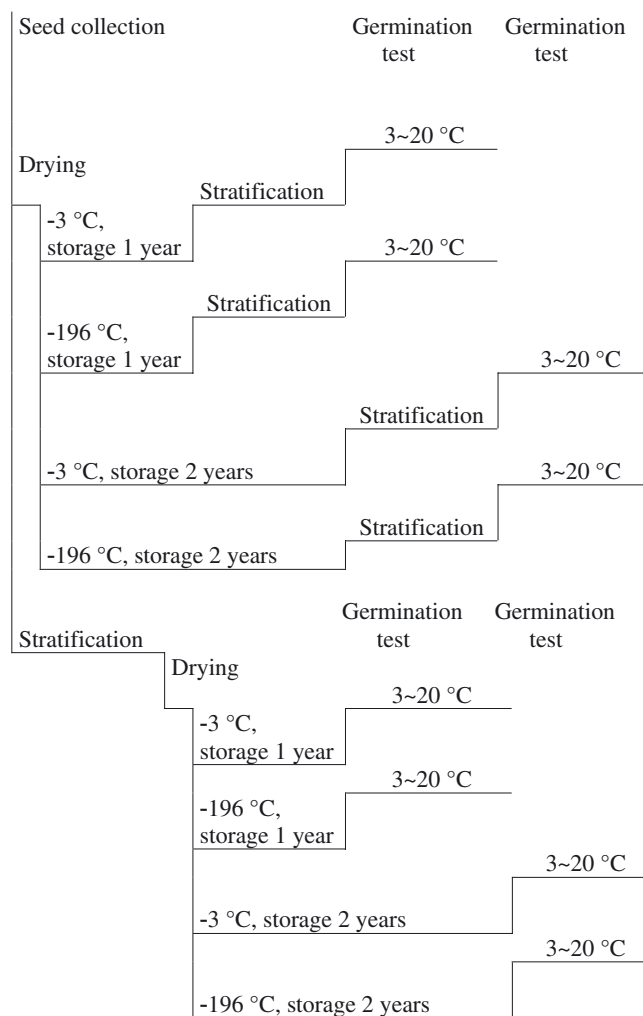 Seed collection
Germination
test
Germination
test
3~20 °C
Drying
Stratification
-3 °C,
storage 1 year
3~20 °C
Stratification
-196 °C,
storage 1 year
3~20 °C
Stratification
-3 °C, storage 2 years
3~20 °C
Stratification
-196 °C, storage 2 years
Germination
test
Germination
test
Stratification
Drying
3~20 °C
-3 °C,
storage 1 year
3~20 °C
-196 °C,
storage 1 year
3~20 °C
-3 °C, storage 2 years
3~20 °C
-196 °C, storage 2 years